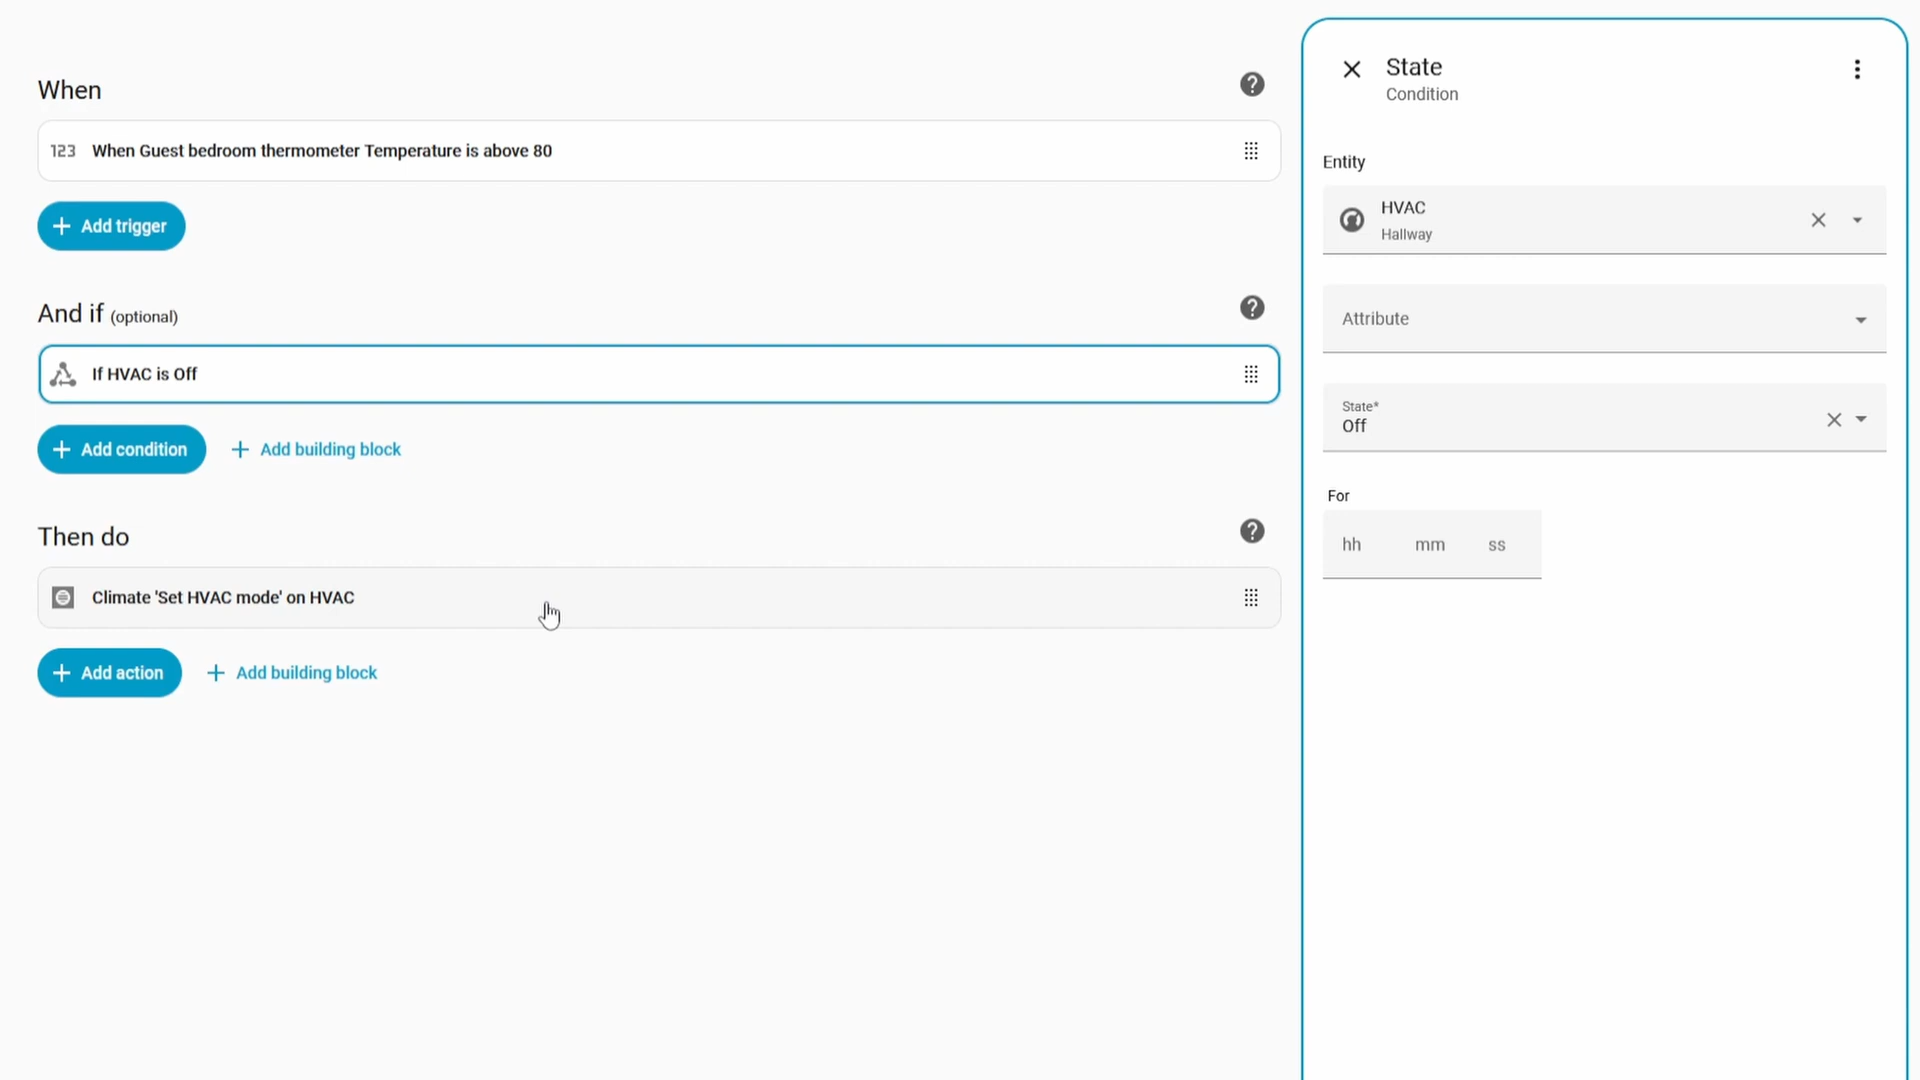 When
123 When Guest bedroom thermometer Temperature is above 80
Add trigger
And if (optional)
If HVAC is Off
Add condition
Add building block
Then do
Climate 'Set HVAC mode' on HVAC
Add action
Add building block
State
Condition
Entity
HVAC
Hallway
Attribute
State*
Off
For
hh mm ss